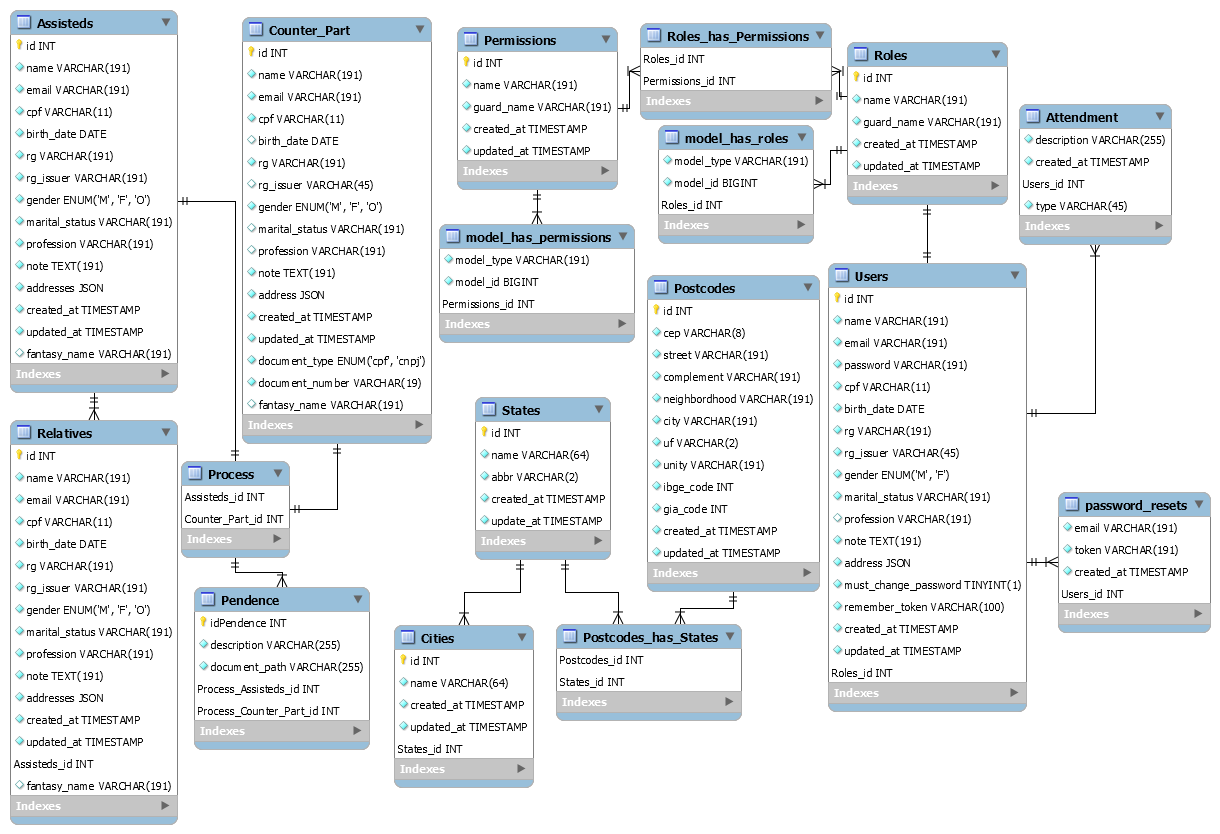 Assisteds
id INT
name VARCHAR(191)
email VARCHAR(191)
cpf VARCHAR(11)
birth_date DATE
rg VARCHAR(191)
rg_issuer VARCHAR(191)
gender ENUM('M', 'F', 'O')
marital_status VARCHAR(191)
profession VARCHAR(191)
note TEXT(191)
addresses JSON
created_at TIMESTAMP
updated_at TIMESTAMP
fantasy_name VARCHAR(191)
Indexes
Relatives
id INT
name VARCHAR(191)
email VARCHAR(191)
cpf VARCHAR(11)
birth_date DATE
rg VARCHAR(191)
rg_issuer VARCHAR(191)
gender ENUM('M', 'F', 'O')
marital_status VARCHAR(191)
profession VARCHAR(191)
note TEXT(191)
addresses JSON
created_at TIMESTAMP
updated_at TIMESTAMP
Assisteds_id INT
fantasy_name VARCHAR(191)
Indexes
Counter_Part
id INT
name VARCHAR(191)
email VARCHAR(191)
cpf VARCHAR(11)
birth_date DATE
rg VARCHAR(191)
rg_issuer VARCHAR(45)
gender ENUM('M', 'F', 'O')
marital_status VARCHAR(191)
profession VARCHAR(191)
note TEXT(191)
address JSON
created_at TIMESTAMP
updated_at TIMESTAMP
document_type ENUM('cpf', 'cnpj')
document_number VARCHAR(19)
fantasy_name VARCHAR(191)
Indexes
Process
Assisteds_id INT
Counter_Part_id INT
Indexes
Pendence
idPendence INT
description VARCHAR(255)
document_path VARCHAR(255)
Process_Assisteds_id INT
Process_Counter_Part_id INT
Indexes
Permissions
id INT
name VARCHAR(191)
guard_name VARCHAR(191)
created_at TIMESTAMP
updated_at TIMESTAMP
Indexes
model_has_permissions
model_type VARCHAR(191)
model_id BIGINT
Permissions_id INT
Indexes
States
id INT
name VARCHAR(64)
abbr VARCHAR(2)
created_at TIMESTAMP
update_at TIMESTAMP
Indexes
Cities
id INT
name VARCHAR(64)
created_at TIMESTAMP
updated_at TIMESTAMP
States_id INT
Indexes
Postcodes_has_States
Postcodes_id INT
States_id INT
Indexes
Roles_has_Permissions
Roles_id INT
Permissions_id INT
Indexes
model_has_roles
model_type VARCHAR(191)
model_id BIGINT
Roles_id INT
Indexes
Postcodes
id INT
cep VARCHAR(8)
street VARCHAR(191)
complement VARCHAR(191)
neighbordhood VARCHAR(191)
city VARCHAR(191)
uf VARCHAR(2)
unity VARCHAR(191)
ibge_code INT
gia_code INT
created_at TIMESTAMP
updated_at TIMESTAMP
Indexes
Roles
id INT
name VARCHAR(191)
guard_name VARCHAR(191)
created_at TIMESTAMP
updated_at TIMESTAMP
Indexes
Users
id INT
name VARCHAR(191)
email VARCHAR(191)
password VARCHAR(191)
cpf VARCHAR(11)
birth_date DATE
rg VARCHAR(191)
rg_issuer VARCHAR(45)
gender ENUM('M', 'F')
marital_status VARCHAR(191)
profession VARCHAR(191)
note TEXT(191)
address JSON
must_change_password TINYINT(1)
remember_token VARCHAR(100)
created_at TIMESTAMP
updated_at TIMESTAMP
Roles_id INT
Indexes
Attendment
description VARCHAR(255)
created_at TIMESTAMP
Users_id INT
type VARCHAR(45)
Indexes
password_resets
email VARCHAR(191)
token VARCHAR(191)
created_at TIMESTAMP
Users_id INT
Indexes